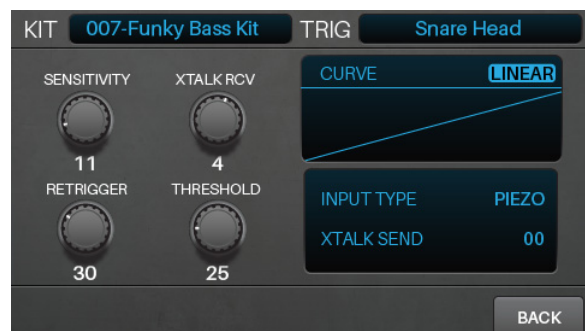 KIT 007-Funky Bass Kit TRIG Snare Head
SENSITIVITY XTALK RCV
11 4
RETRIGGER THRESHOLD
30 25
CURVE LINEAR
INPUT TYPE PIEZO
XTALK SEND 00
BACK